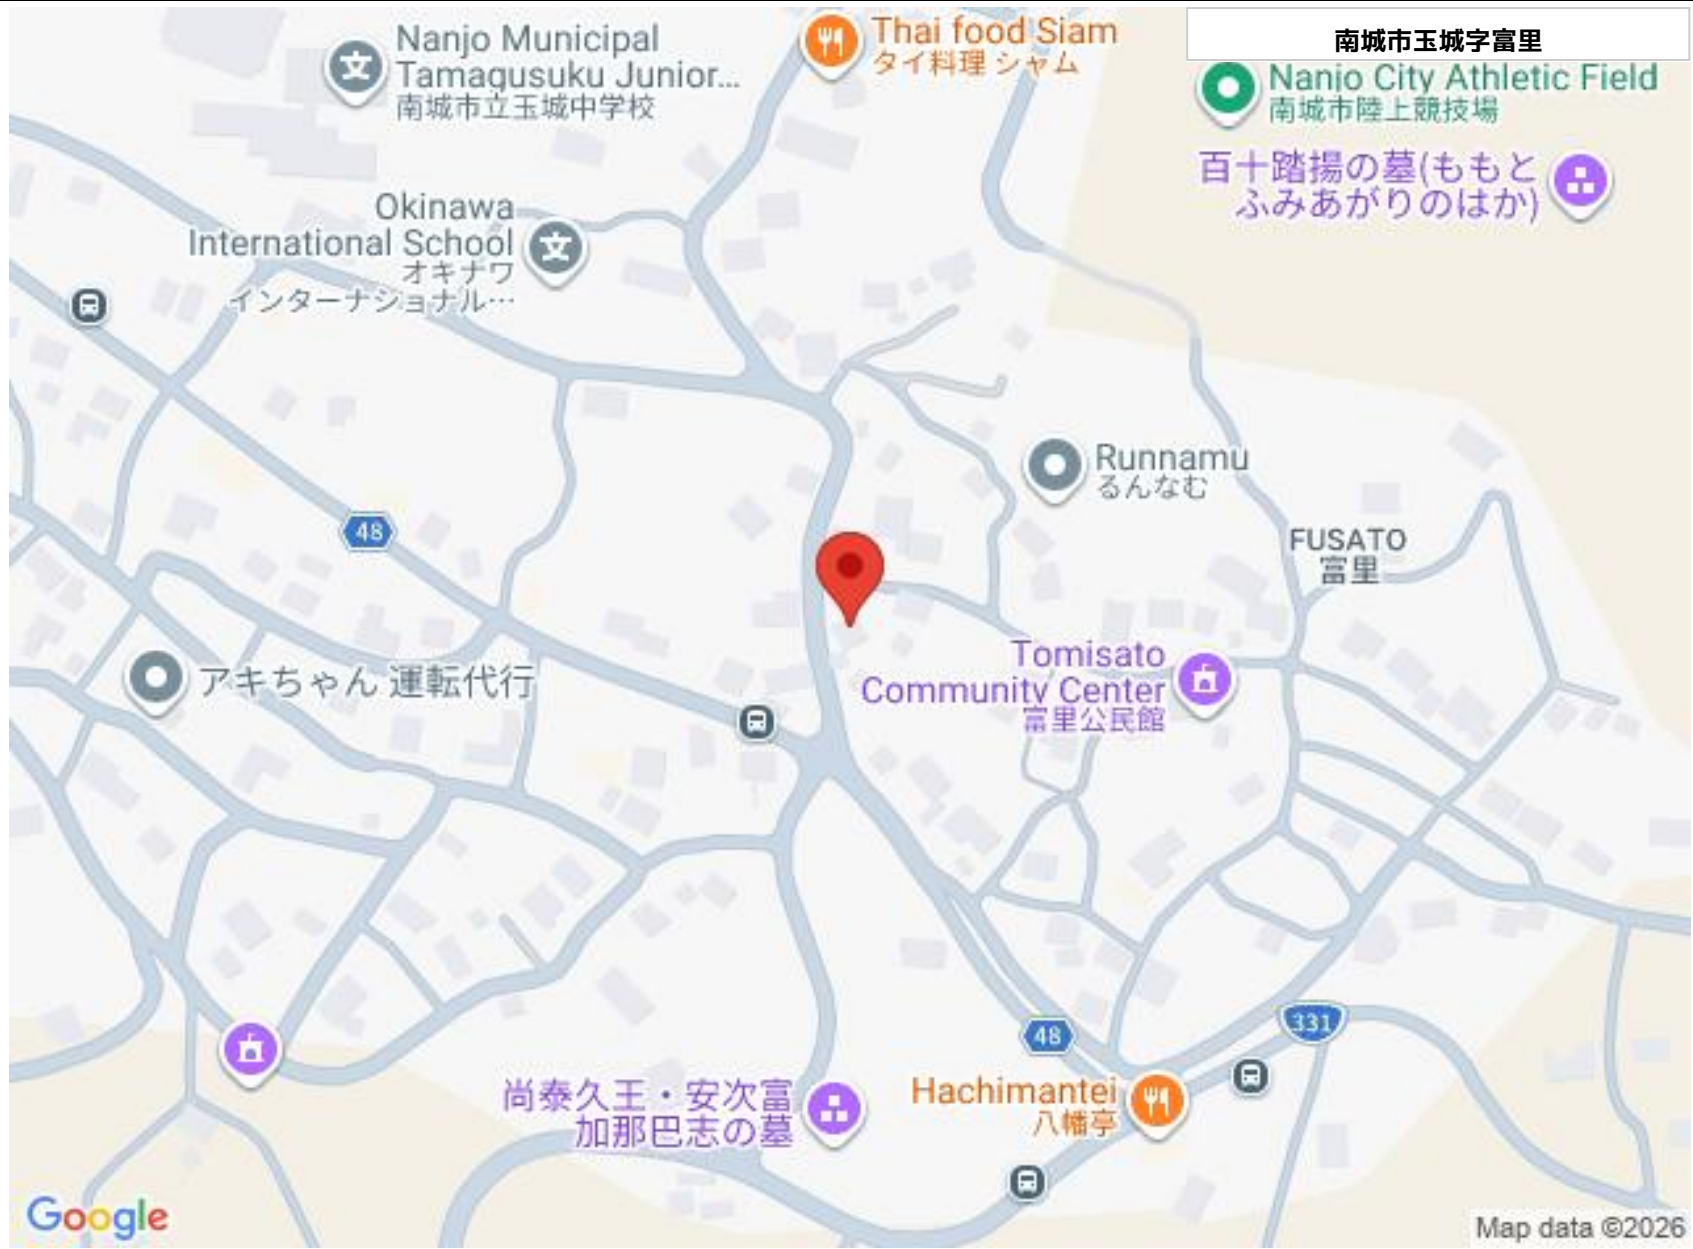 南城市玉城字富里
Nanjo Municipal
Tamagusuku Junior...
南城市立玉城中学校
Thai food Siam
タイ料理 シャム
Nanjo City Athletic Field
南城市陸上競技場
百十踏揚の墓(ももと
ふみあがりのはか)
Okinawa
International School
オキナワ
インターナショナル…
Runnamu
るんなむ
48
FUSATO
富里
アキちゃん 運転代行
Tomisato
Community Center
富里公民館
48
331
尚泰久王・安次富
加那巴志の墓
Hachimantei
八幡亭
Google
Map data ©2026